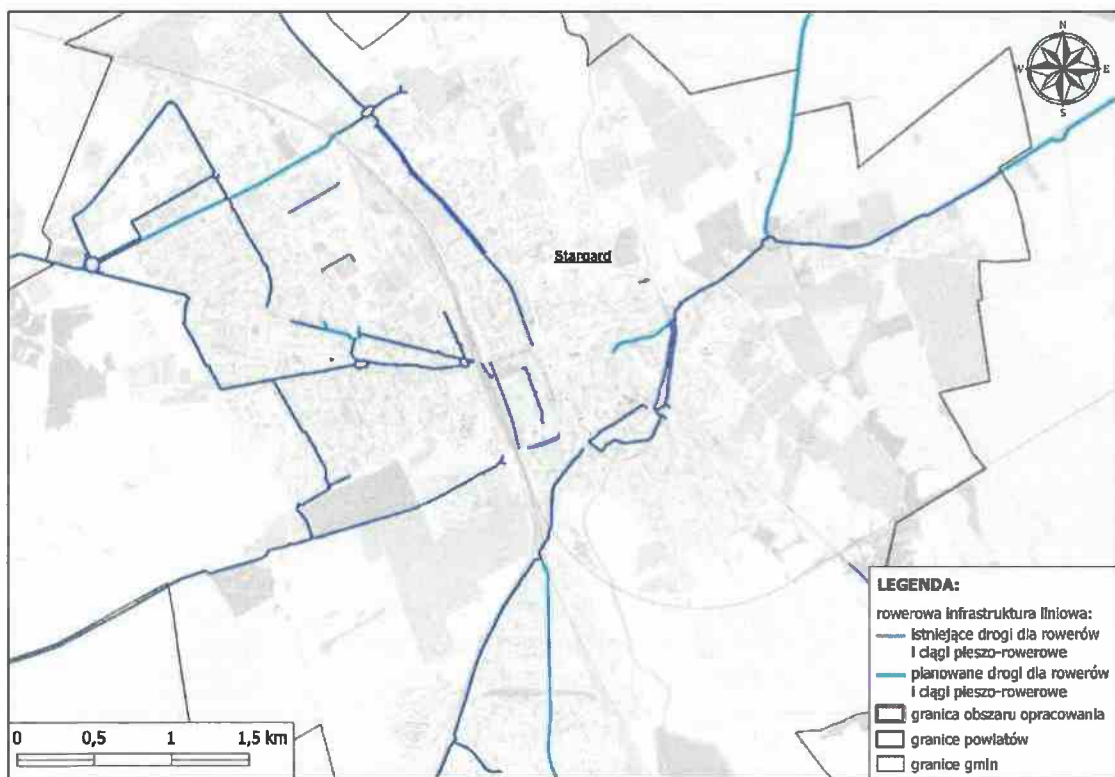 N
W E
S
Stargard
LEGENDA:
rowerowa infrastruktura liniowa:
istniejące drogi dla rowerów
i ciągi pieszo-rowerowe
planowane drogi dla rowerów
i ciągi pieszo-rowerowe
granica obszaru opracowania
granice powiatów
granice gmin
0 0,5 1 1,5 km